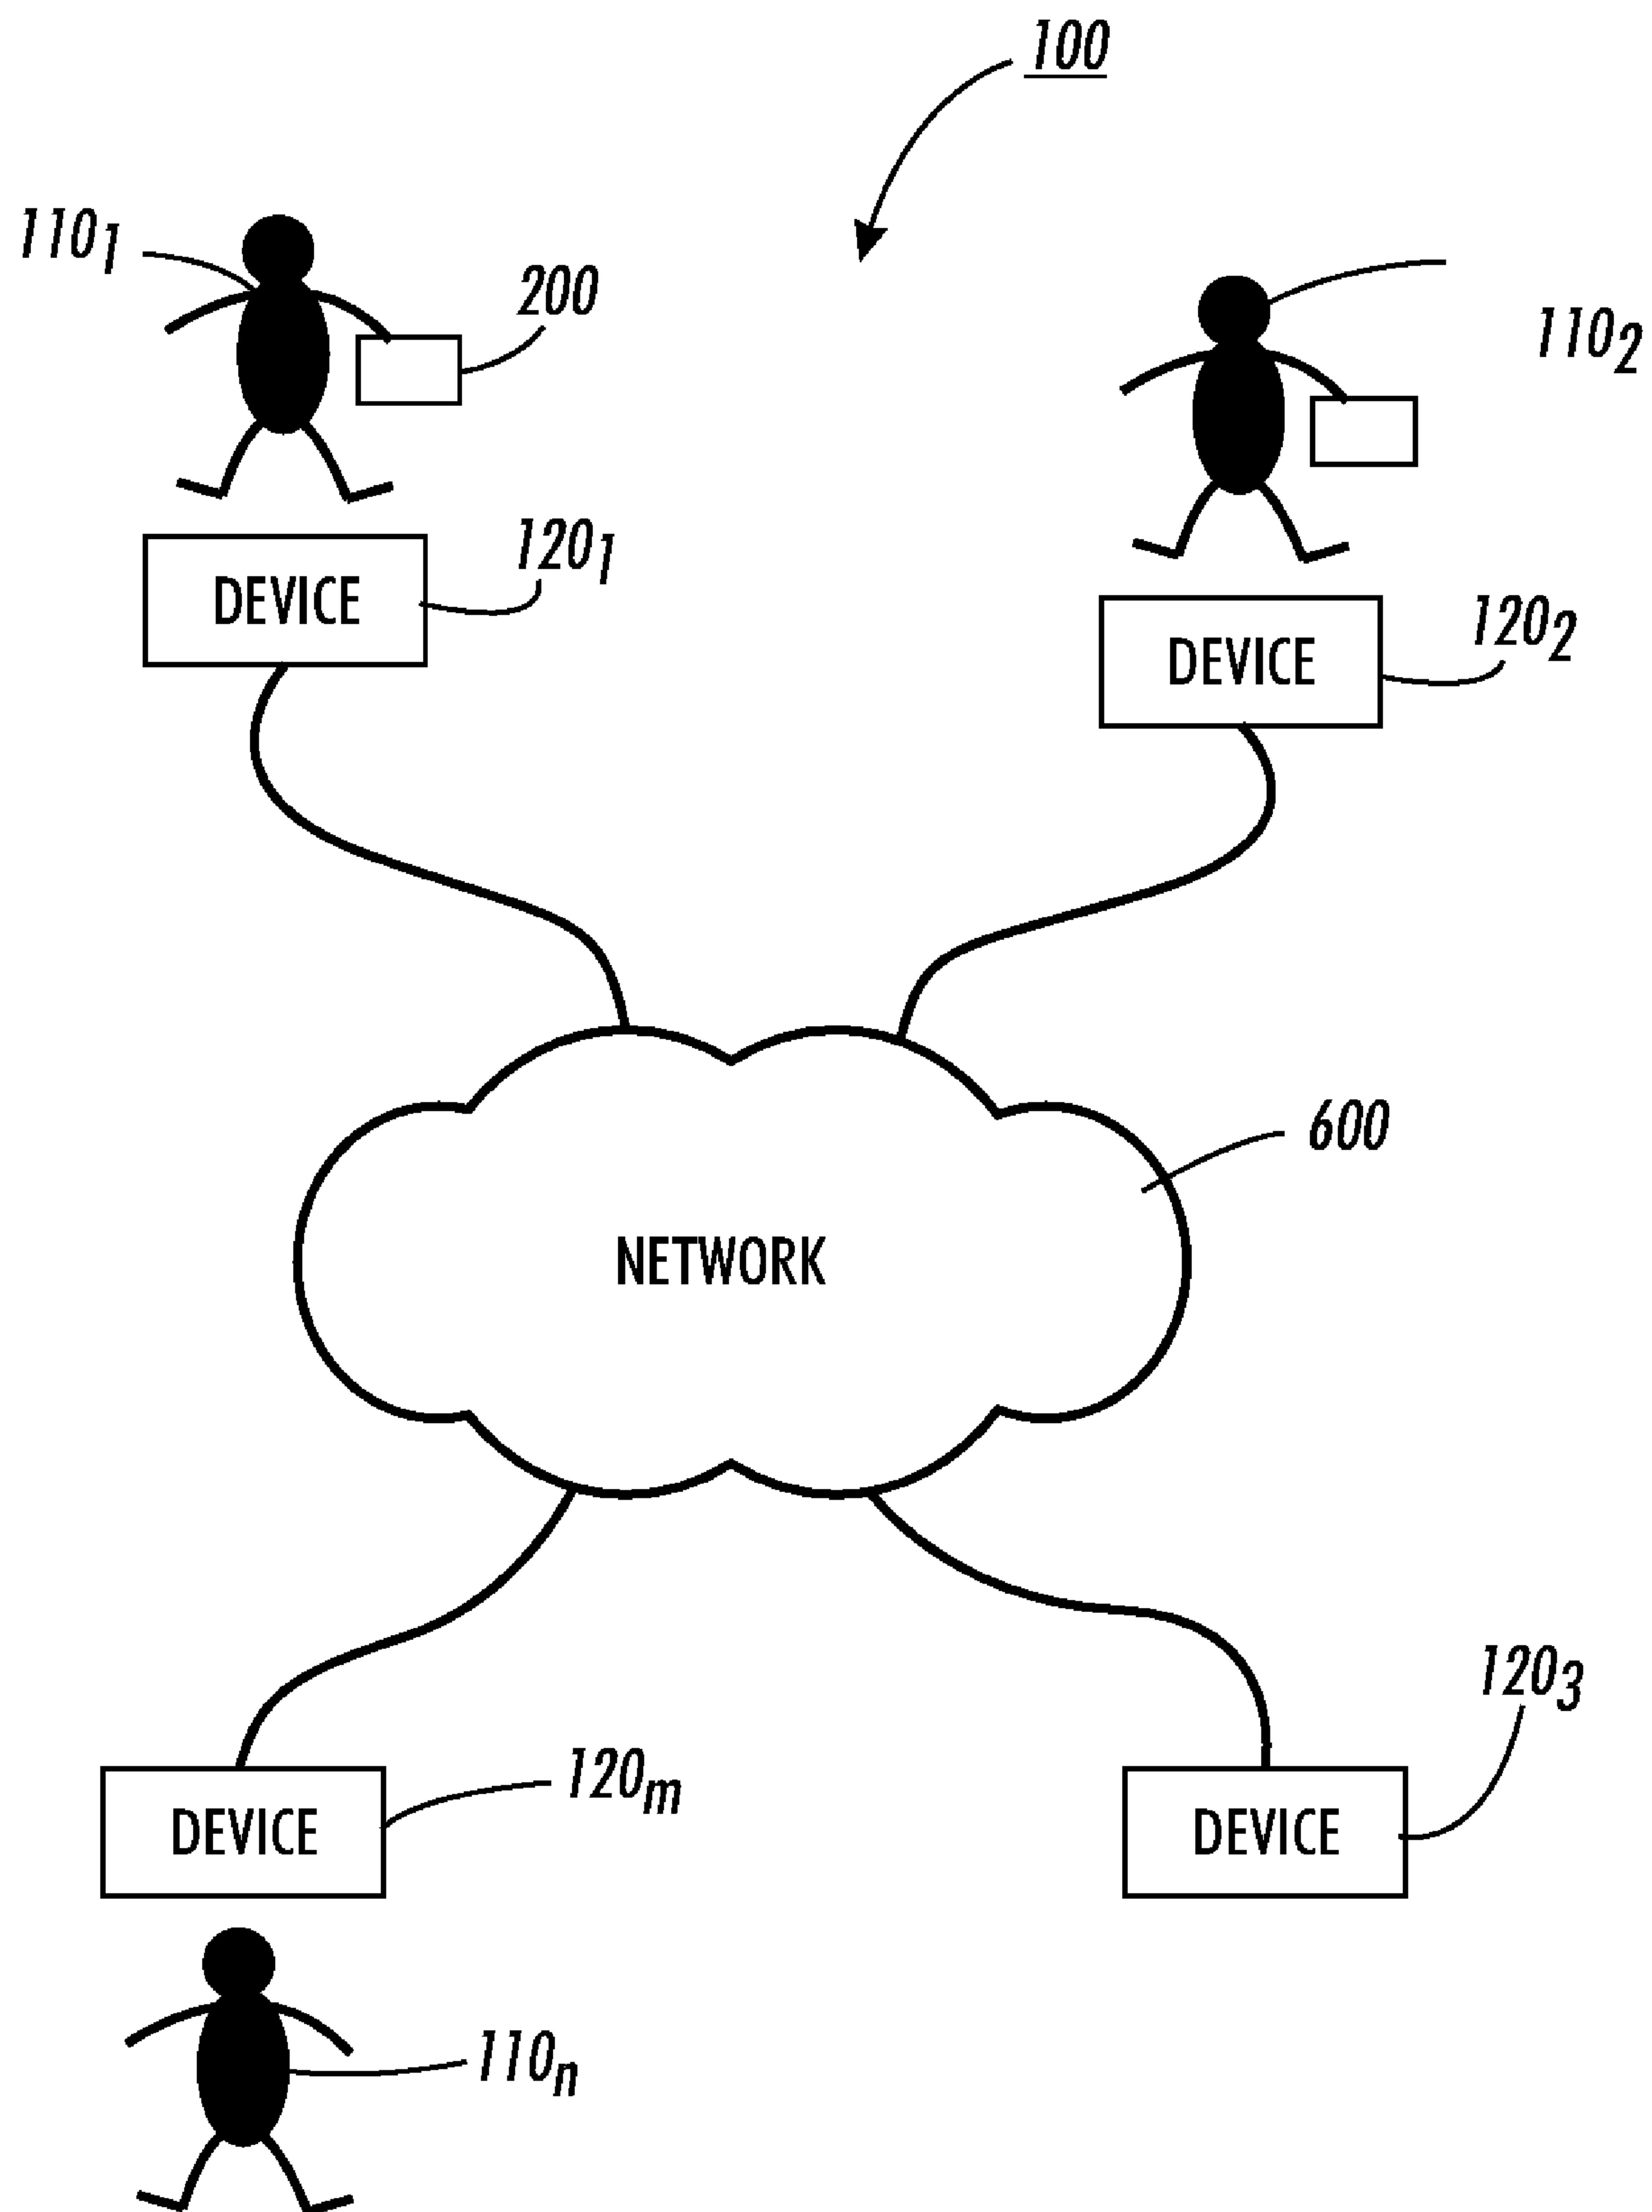 100
110₁
200
110₂
120₁
DEVICE
120₂
DEVICE
600
NETWORK
120₃
120ₘ
DEVICE
DEVICE
110ₙ